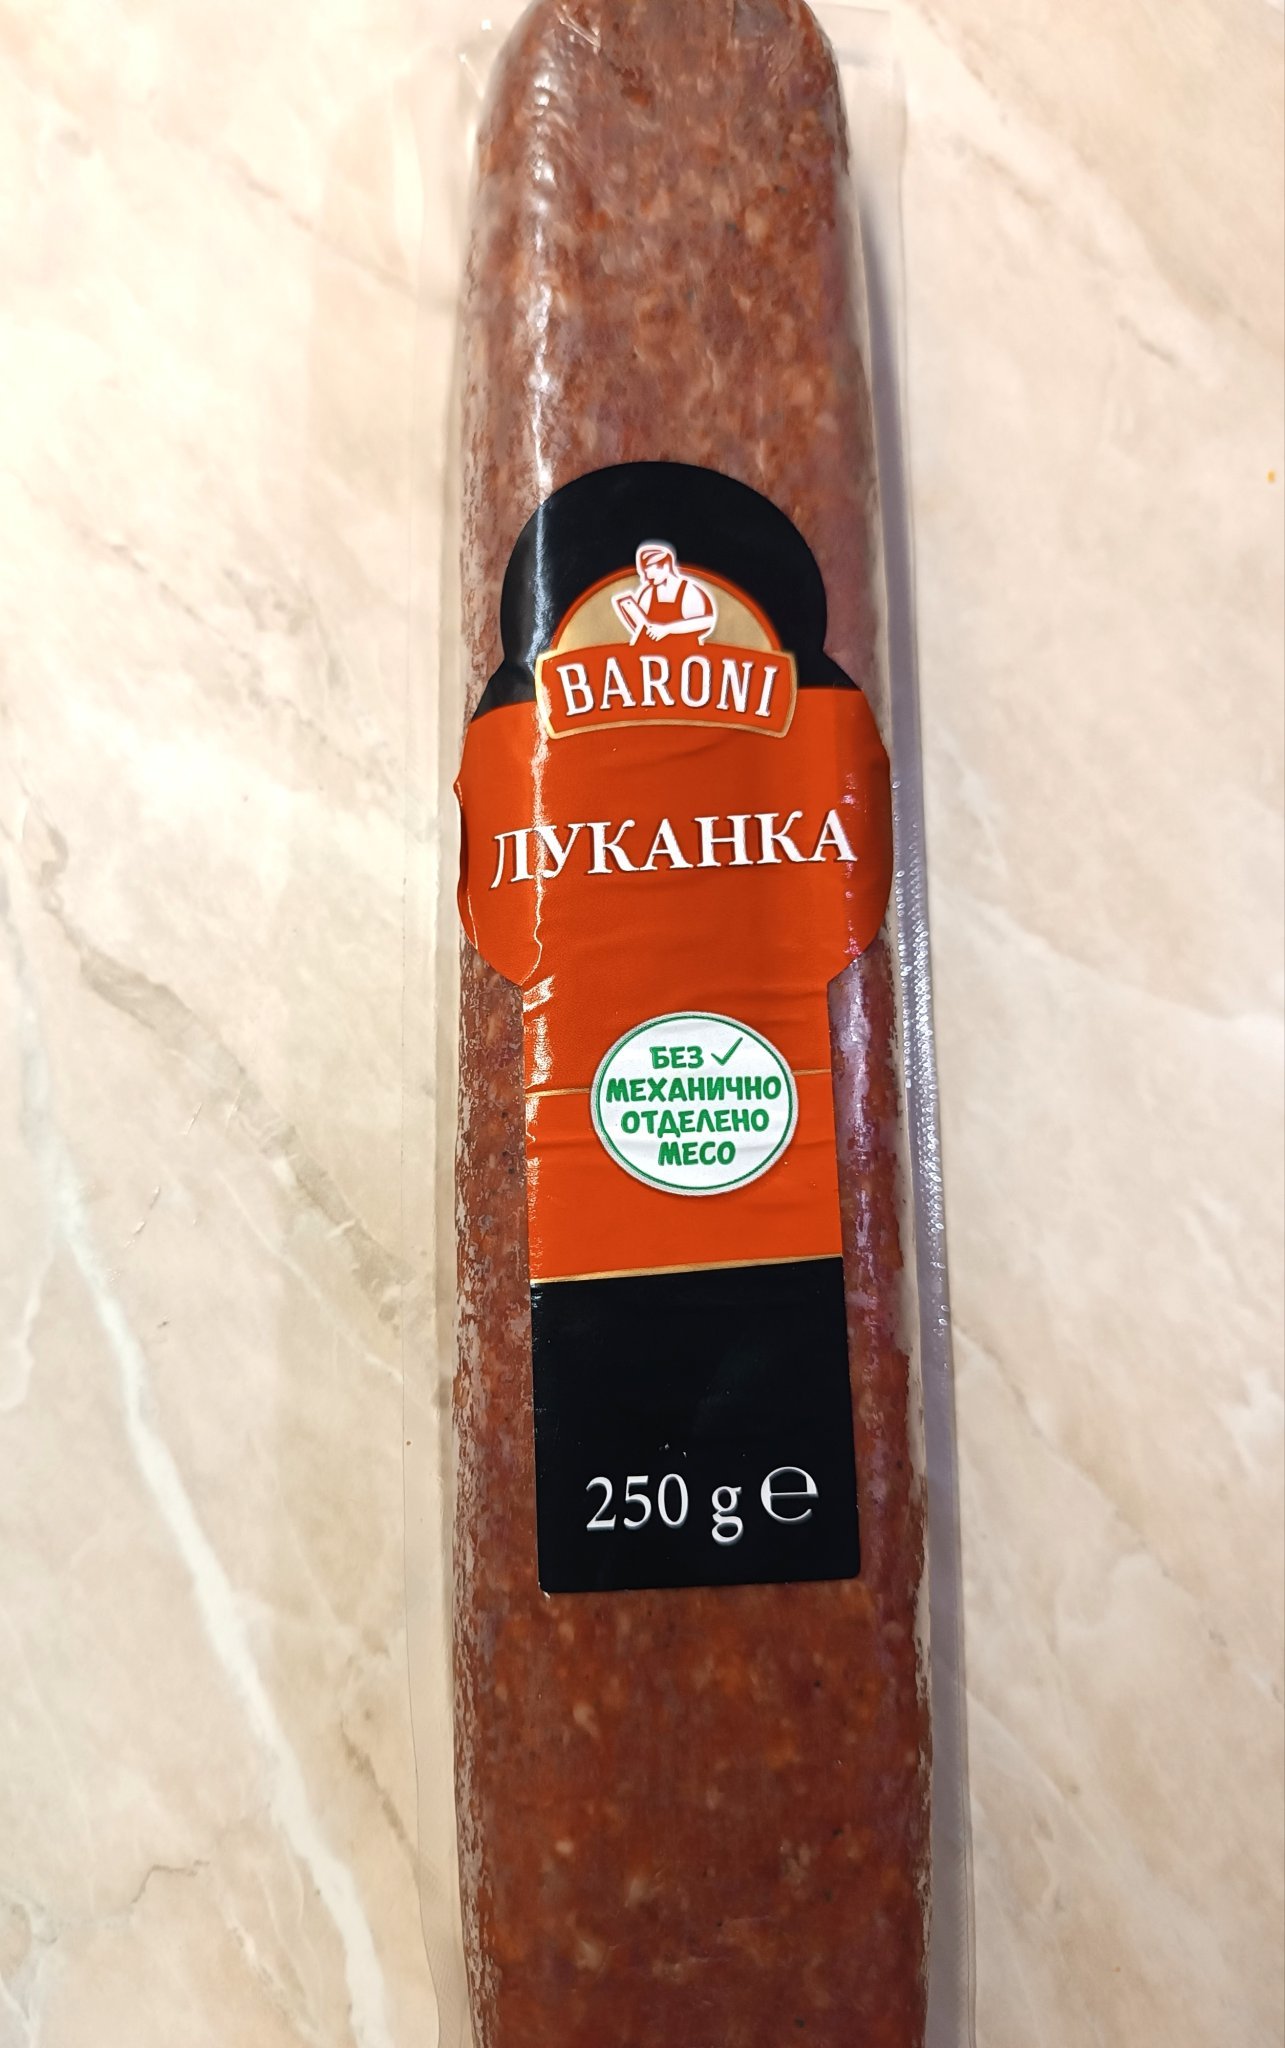 BARONI
ЛУКАНКА
БЕЗ ✓
МЕХАНИЧНО
ОТДЕЛЕНО
МЕСО
250 g ℮